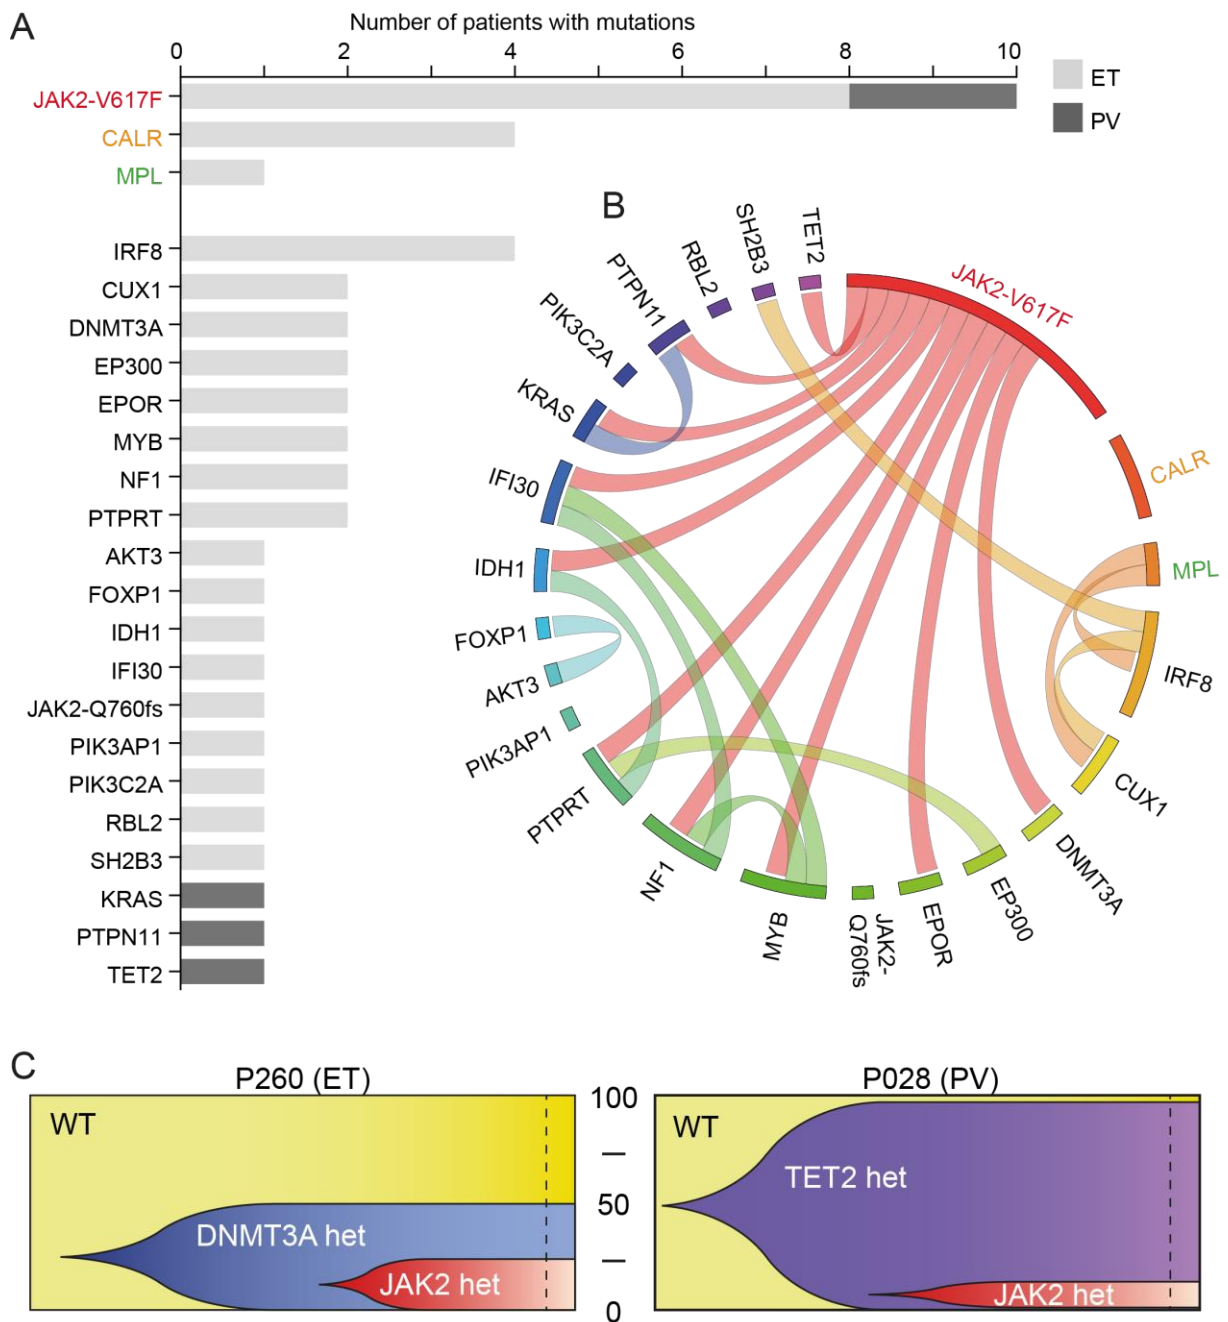 A
Number of patients with mutations
0 2 4 6 8 10
ET
PV
JAK2-V617F
CALR
MPL
IRF8
CUX1
DNMT3A
EP300
EPOR
MYB
NF1
PTPRT
AKT3
FOXP1
IDH1
IFI30
JAK2-Q760fs
PIK3AP1
PIK3C2A
RBL2
SH2B3
KRAS
PTPN11
TET2
B
JAK2-V617F
CALR
MPL
IRF8
CUX1
DNMT3A
EP300
EPOR
JAK2-
Q760fs
MYB
NF1
PTPRT
PIK3AP1
AKT3
FOXP1
IDH1
IFI30
KRAS
PIK3C2A
PTPN11
RBL2
SH2B3
TET2
C
P260 (ET)
WT
DNMT3A het
JAK2 het
100
50
0
P028 (PV)
WT
TET2 het
JAK2 het